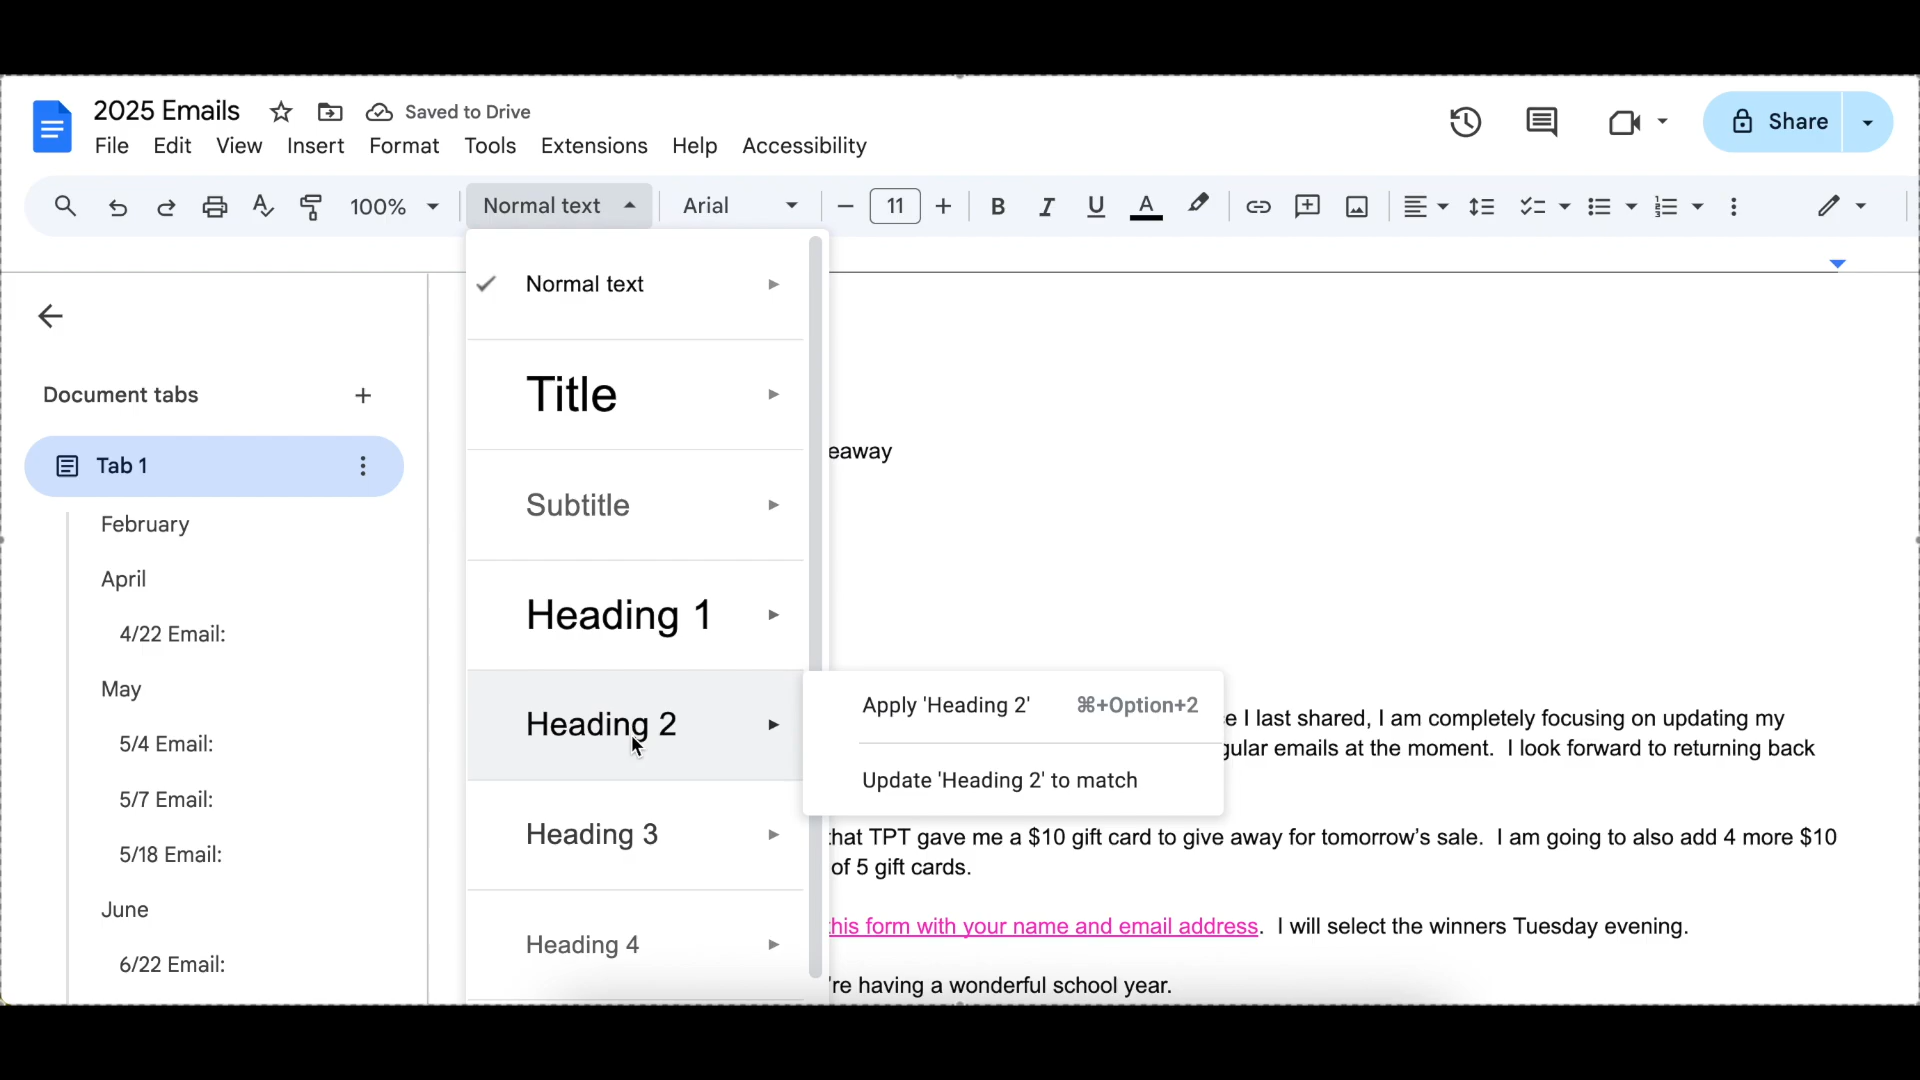 2025 Emails Saved to Drive
File Edit View Insert Format Tools Extensions Help Accessibility
Share
100% Normal text Arial 11 B I U A
Document tabs
Tab 1
February
April
4/22 Email:
May
5/4 Email:
5/7 Email:
5/18 Email:
June
6/22 Email:
Normal text
Title
Subtitle
Heading 1
Heading 2
Heading 3
Heading 4
Apply 'Heading 2' ⌘+Option+2
Update 'Heading 2' to match
eaway
e I last shared, I am completely focusing on updating my
gular emails at the moment. I look forward to returning back
that TPT gave me a $10 gift card to give away for tomorrow's sale. I am going to also add 4 more $10
of 5 gift cards.
this form with your name and email address. I will select the winners Tuesday evening.
're having a wonderful school year.